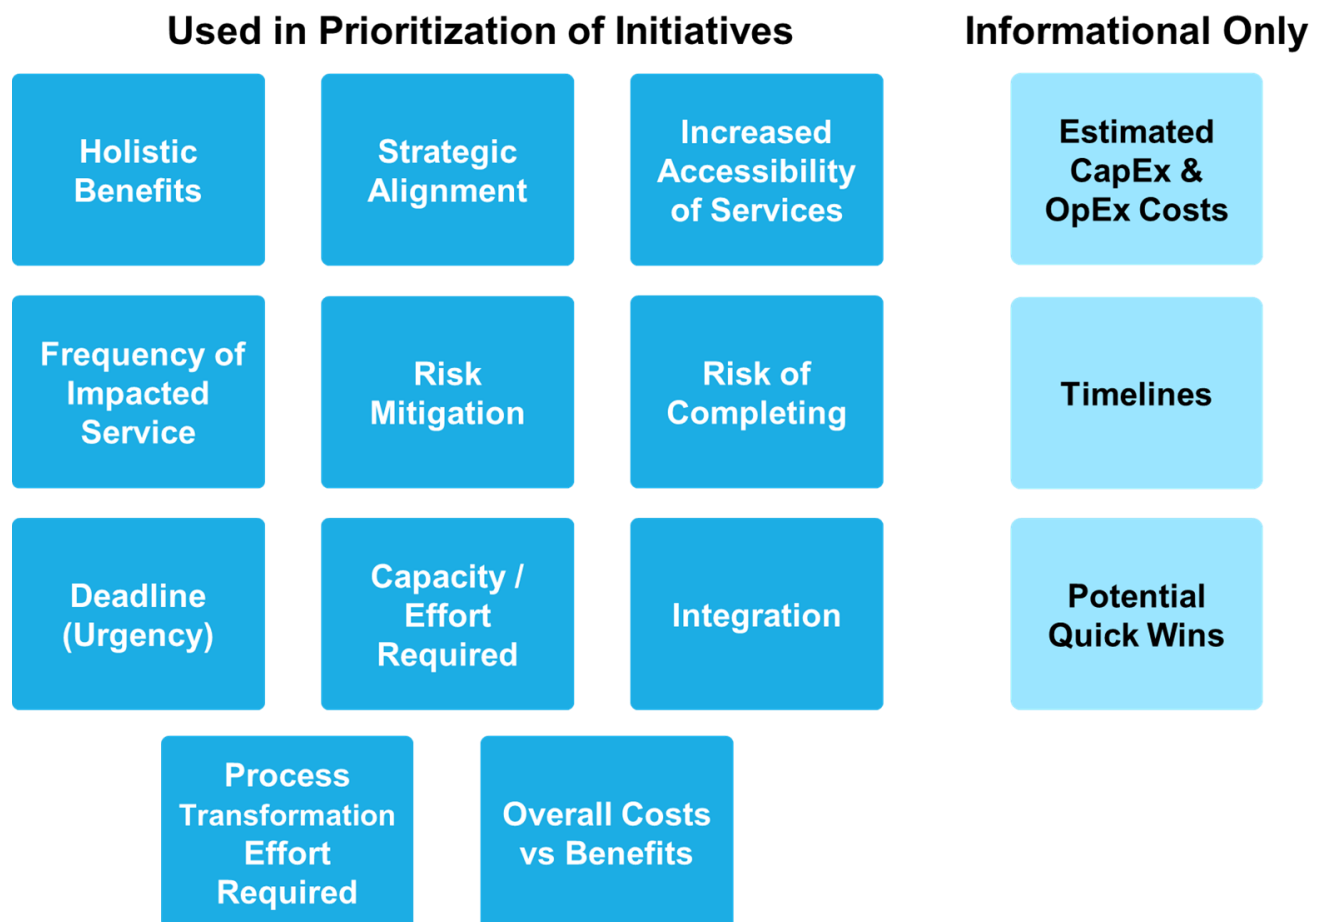 Used in Prioritization of Initiatives
Informational Only
Holistic
Benefits
Strategic
Alignment
Increased
Accessibility
of Services
Estimated
CapEx &
OpEx Costs
Frequency of
Impacted
Service
Risk
Mitigation
Risk of
Completing
Timelines
Deadline
(Urgency)
Capacity /
Effort
Required
Integration
Potential
Quick Wins
Process
Transformation
Effort
Required
Overall Costs
vs Benefits